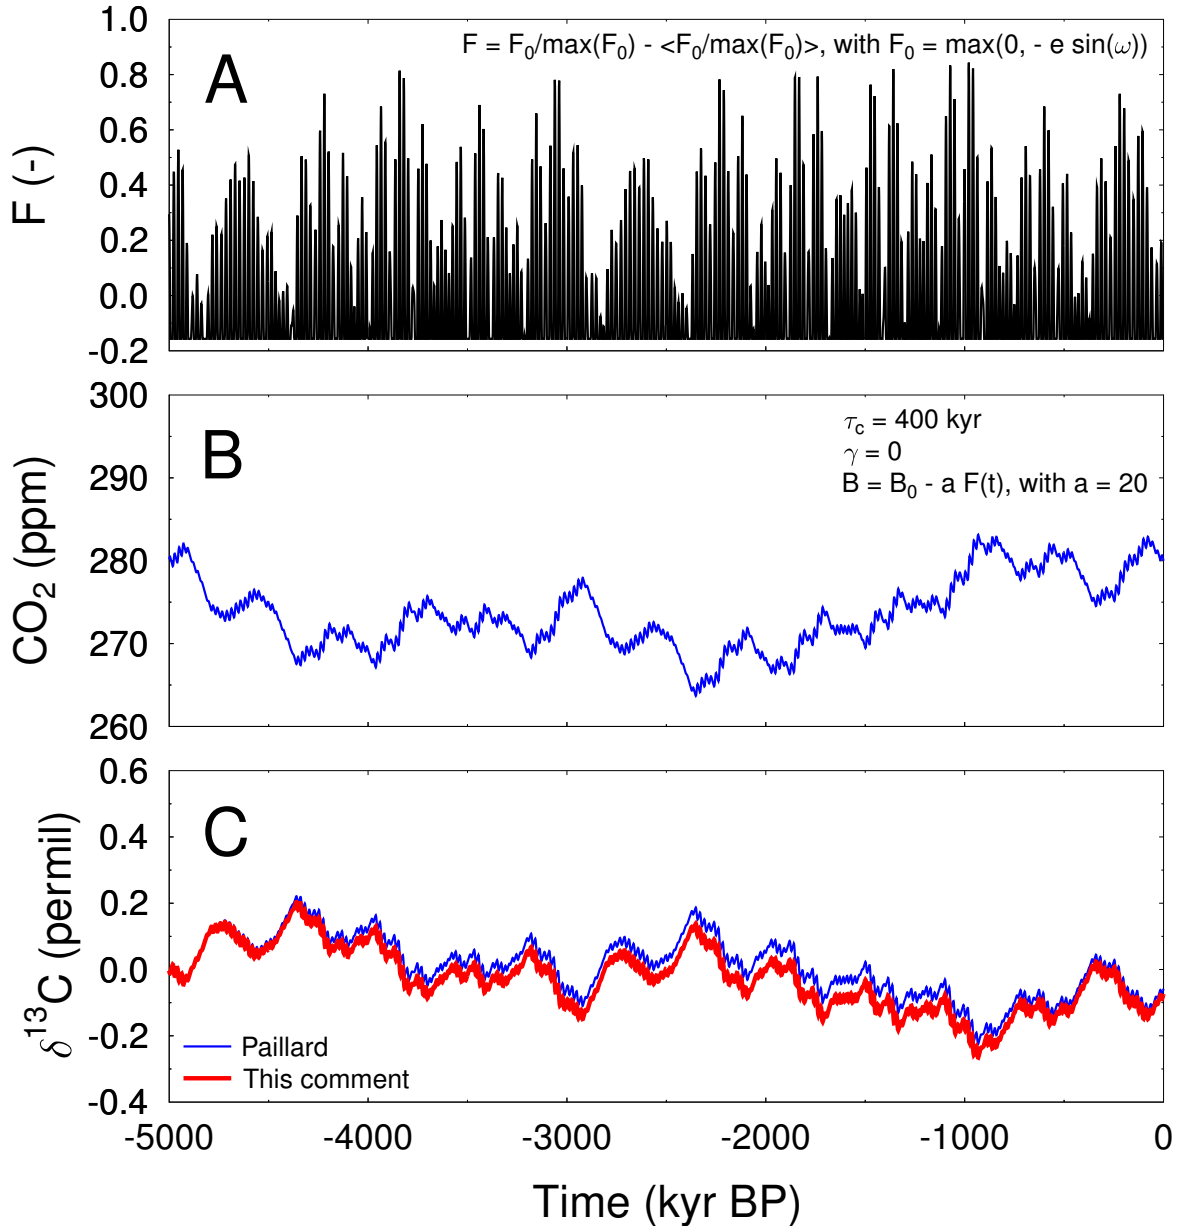 F = F₀/max(F₀) - <F₀/max(F₀)>, with F₀ = max(0, - e sin(ω))
A
F (-)
1.0
0.8
0.6
0.4
0.2
0.0
-0.2
B
τc = 400 kyr
γ = 0
B = B₀ - a F(t), with a = 20
CO₂ (ppm)
300
290
280
270
260
C
δ¹³C (permil)
0.6
0.4
0.2
0.0
-0.2
-0.4
Paillard
This comment
-5000 -4000 -3000 -2000 -1000 0
Time (kyr BP)